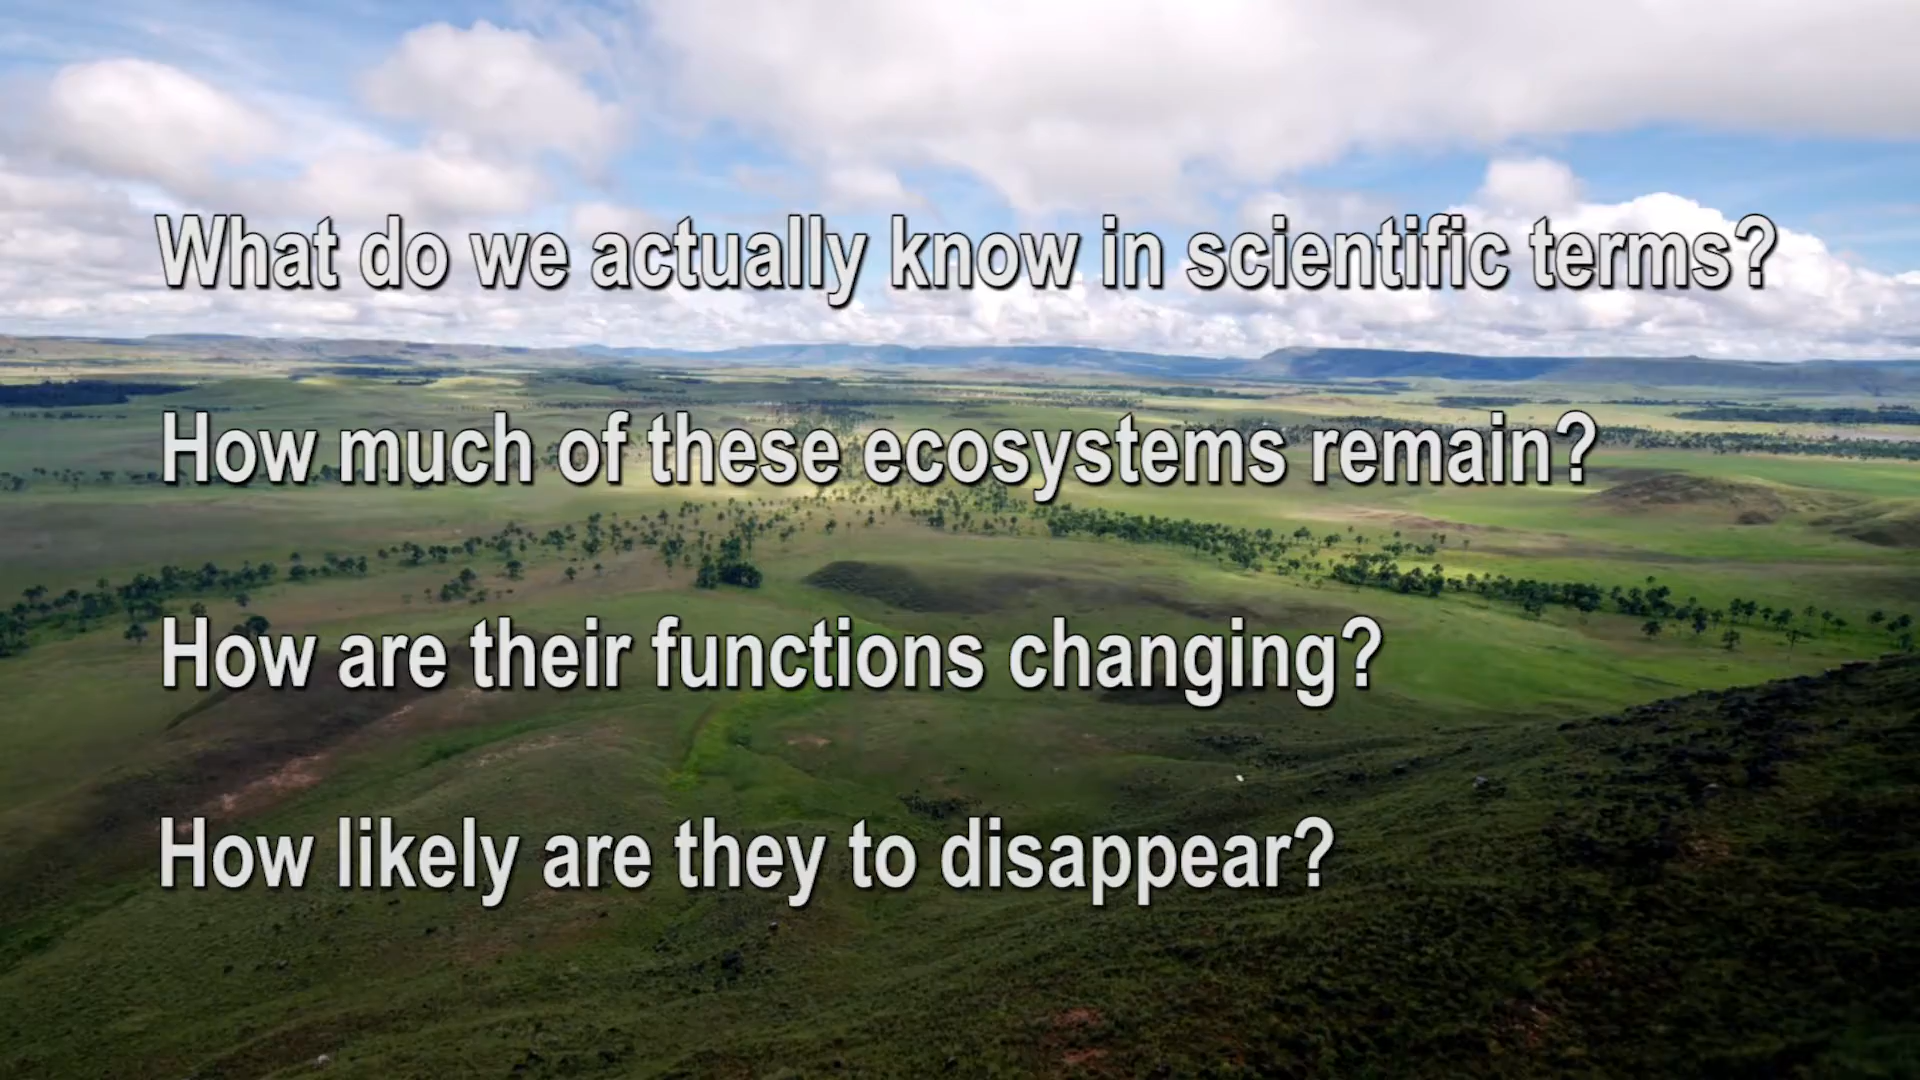 What do we actually know in scientific terms?
How much of these ecosystems remain?
How are their functions changing?
How likely are they to disappear?